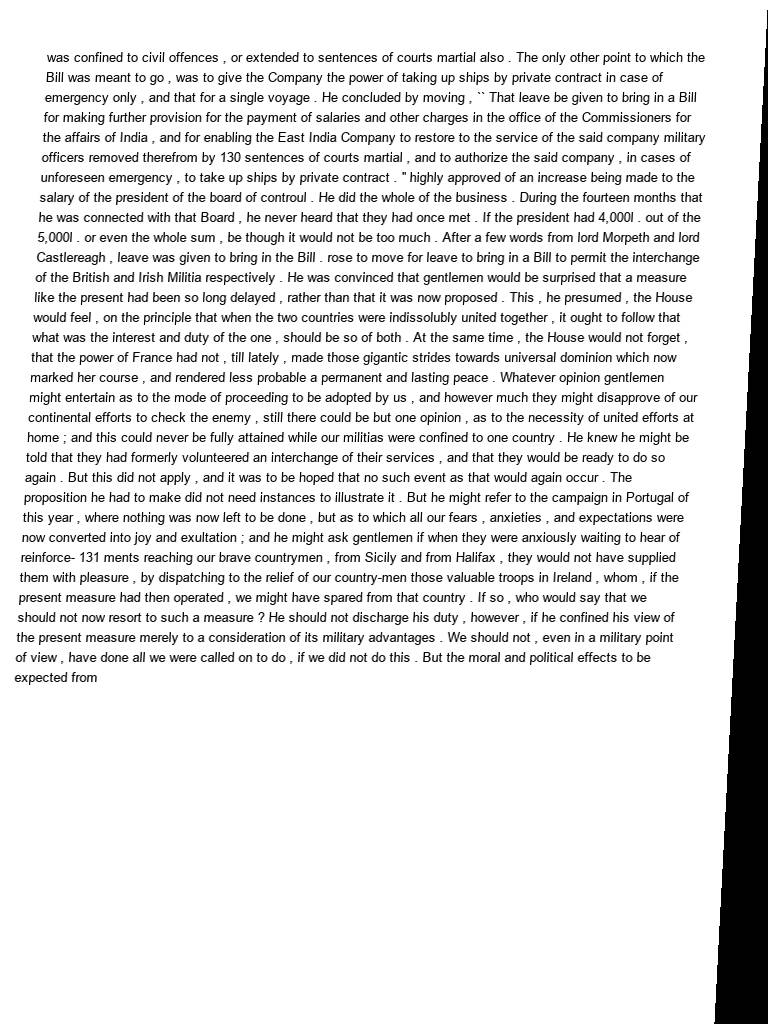 was confined to civil offences , or extended to sentences of courts martial also . The only other point to which the
Bill was meant to go , was to give the Company the power of taking up ships by private contract in case of
emergency only , and that for a single voyage . He concluded by moving , `` That leave be given to bring in a Bill
for making further provision for the payment of salaries and other charges in the office of the Commissioners for
the affairs of India , and for enabling the East India Company to restore to the service of the said company military
officers removed therefrom by 130 sentences of courts martial , and to authorize the said company , in cases of
unforeseen emergency , to take up ships by private contract . " highly approved of an increase being made to the
salary of the president of the board of controul . He did the whole of the business . During the fourteen months that
he was connected with that Board , he never heard that they had once met . If the president had 4,000l . out of the
5,000l . or even the whole sum , be though it would not be too much . After a few words from lord Morpeth and lord
Castlereagh , leave was given to bring in the Bill . rose to move for leave to bring in a Bill to permit the interchange
of the British and Irish Militia respectively . He was convinced that gentlemen would be surprised that a measure
like the present had been so long delayed , rather than that it was now proposed . This , he presumed , the House
would feel , on the principle that when the two countries were indissolubly united together , it ought to follow that
what was the interest and duty of the one , should be so of both . At the same time , the House would not forget ,
that the power of France had not , till lately , made those gigantic strides towards universal dominion which now
marked her course , and rendered less probable a permanent and lasting peace . Whatever opinion gentlemen
might entertain as to the mode of proceeding to be adopted by us , and however much they might disapprove of our
continental efforts to check the enemy , still there could be but one opinion , as to the necessity of united efforts at
home ; and this could never be fully attained while our militias were confined to one country . He knew he might be
told that they had formerly volunteered an interchange of their services , and that they would be ready to do so
again . But this did not apply , and it was to be hoped that no such event as that would again occur . The
proposition he had to make did not need instances to illustrate it . But he might refer to the campaign in Portugal of
this year , where nothing was now left to be done , but as to which all our fears , anxieties , and expectations were
now converted into joy and exultation ; and he might ask gentlemen if when they were anxiously waiting to hear of
reinforce- 131 ments reaching our brave countrymen , from Sicily and from Halifax , they would not have supplied
them with pleasure , by dispatching to the relief of our country-men those valuable troops in Ireland , whom , if the
present measure had then operated , we might have spared from that country . If so , who would say that we
should not now resort to such a measure ? He should not discharge his duty , however , if he confined his view of
the present measure merely to a consideration of its military advantages . We should not , even in a military point
of view , have done all we were called on to do , if we did not do this . But the moral and political effects to be
expected from